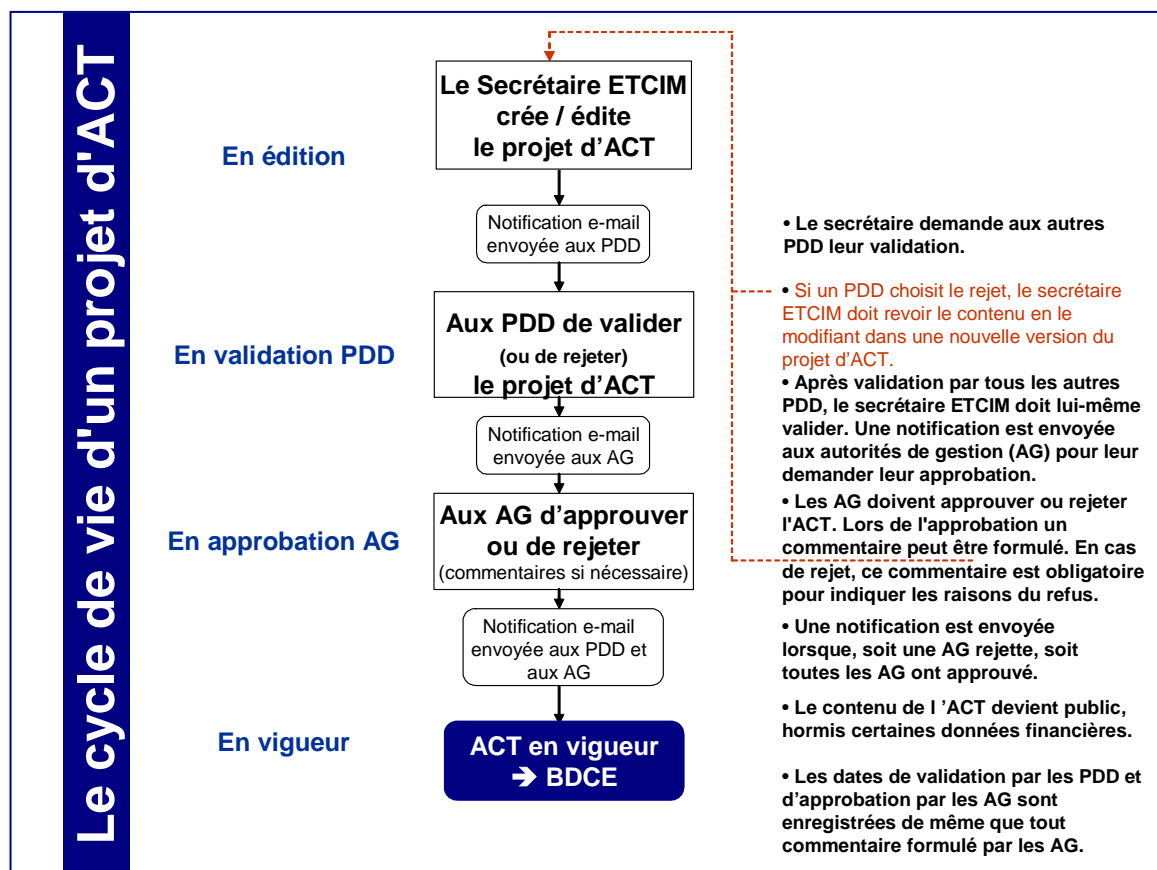 Le cycle de vie d'un projet d'ACT
Le Secrétaire ETCIM
crée / édite
le projet d’ACT
En édition
Notification e-mail
envoyée aux PDD
Aux PDD de valider
(ou de rejeter)
le projet d’ACT
En validation PDD
Notification e-mail
envoyée aux AG
Aux AG d’approuver
ou de rejeter
(commentaires si nécessaire)
En approbation AG
Notification e-mail
envoyée aux PDD et
aux AG
En vigueur
ACT en vigueur
➔ BDCE
• Le secrétaire demande aux autres
PDD leur validation.
• Si un PDD choisit le rejet, le secrétaire
ETCIM doit revoir le contenu en le
modifiant dans une nouvelle version du
projet d’ACT.
• Après validation par tous les autres
PDD, le secrétaire ETCIM doit lui-même
valider. Une notification est envoyée
aux autorités de gestion (AG) pour leur
demander leur approbation.
• Les AG doivent approuver ou rejeter
l'ACT. Lors de l'approbation un
commentaire peut être formulé. En cas
de rejet, ce commentaire est obligatoire
pour indiquer les raisons du refus.
• Une notification est envoyée
lorsque, soit une AG rejette, soit
toutes les AG ont approuvé.
• Le contenu de l ’ACT devient public,
hormis certaines données financières.
• Les dates de validation par les PDD et
d’approbation par les AG sont
enregistrées de même que tout
commentaire formulé par les AG.